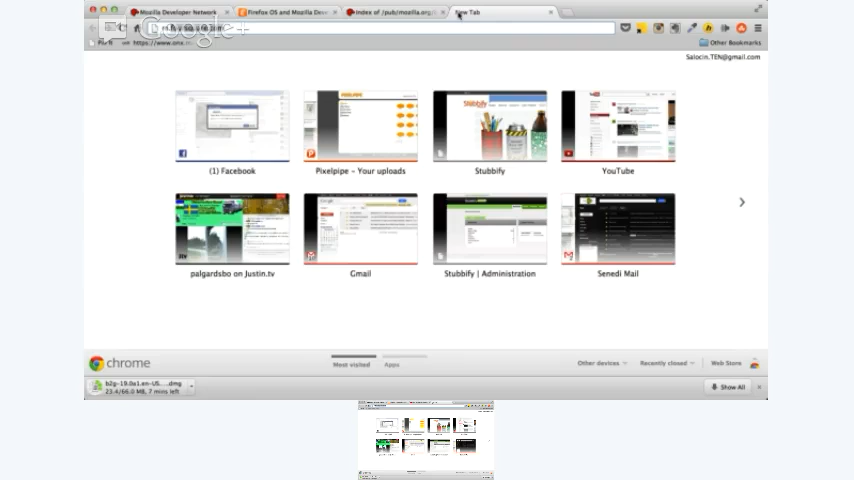 Mozilla Developer Network
Firefox OS and Mozilla Dev
Index of /pub/mozilla.org/
New Tab
Google+
Other Bookmarks
Salocin.TEN@gmail.com
(1) Facebook
Pixelpipe - Your uploads
Stubbify
YouTube
palgardsbo on Justin.tv
Gmail
Stubbify | Administration
Senedi Mail
chrome
Most visited
Apps
Other devices
Recently closed
Web Store
b2g-19.0a1.en-US....dmg
23.4/66.0 MB, 7 mins left
Show All